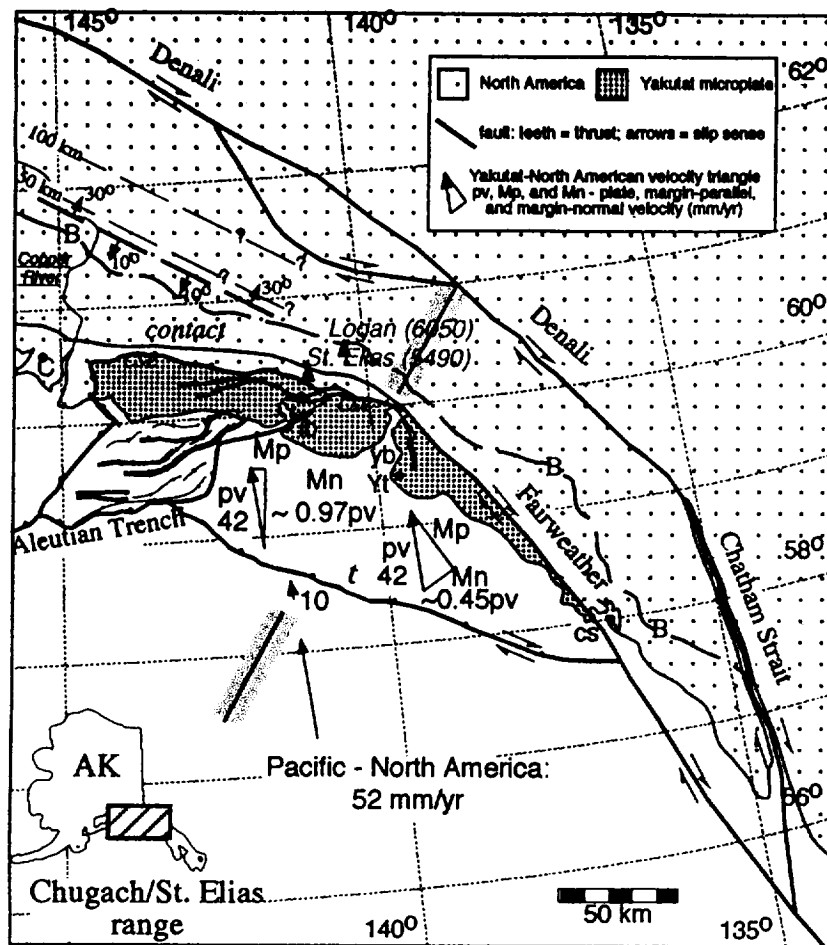 145°
140°
135°
62°
Denali
North America
Yakutat microplate
fault: teeth = thrust; arrows = slip sense
Yakutat-North American velocity triangle
pv, Mp, and Mn - plate, margin-parallel,
and margin-normal velocity (mm/yr)
100 km
50 km
30°
B
10°
10°
30°
?
?
?
?
Copper
River
60°
contact
Logan (6050)
St. Elias (5490)
Denali
C
Mp
Mn
pv
42
~ 0.97pv
yb
Yt
B
Fairweather
Aleutian Trench
Mp
pv
42
Mn
~0.45pv
58°
Chatham Strait
t
10
cs
B
AK
Pacific - North America:
52 mm/yr
56°
Chugach/St. Elias
range
50 km
140°
135°